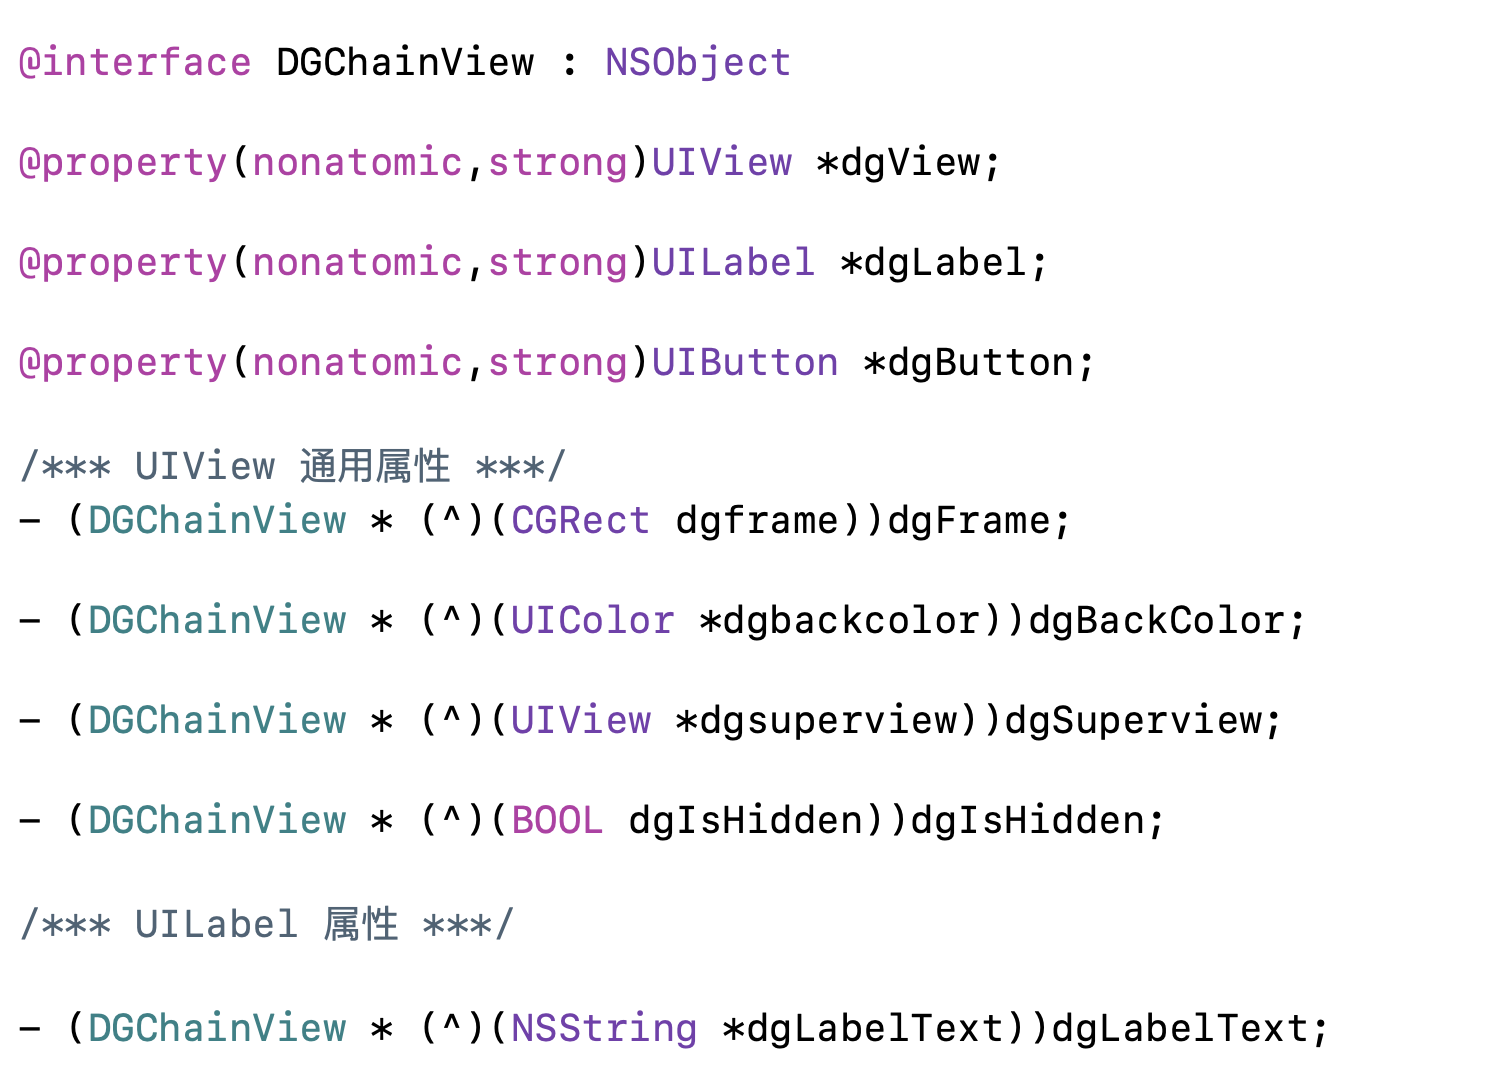 @interface DGChainView : NSObject
@property(nonatomic,strong)UIView *dgView;
@property(nonatomic,strong)UILabel *dgLabel;
@property(nonatomic,strong)UIButton *dgButton;
/*** UIView 通用属性 ***/
- (DGChainView * (^)(CGRect dgframe))dgFrame;
- (DGChainView * (^)(UIColor *dgbackcolor))dgBackColor;
- (DGChainView * (^)(UIView *dgsuperview))dgSuperview;
- (DGChainView * (^)(BOOL dgIsHidden))dgIsHidden;
/*** UILabel 属性 ***/
- (DGChainView * (^)(NSString *dgLabelText))dgLabelText;